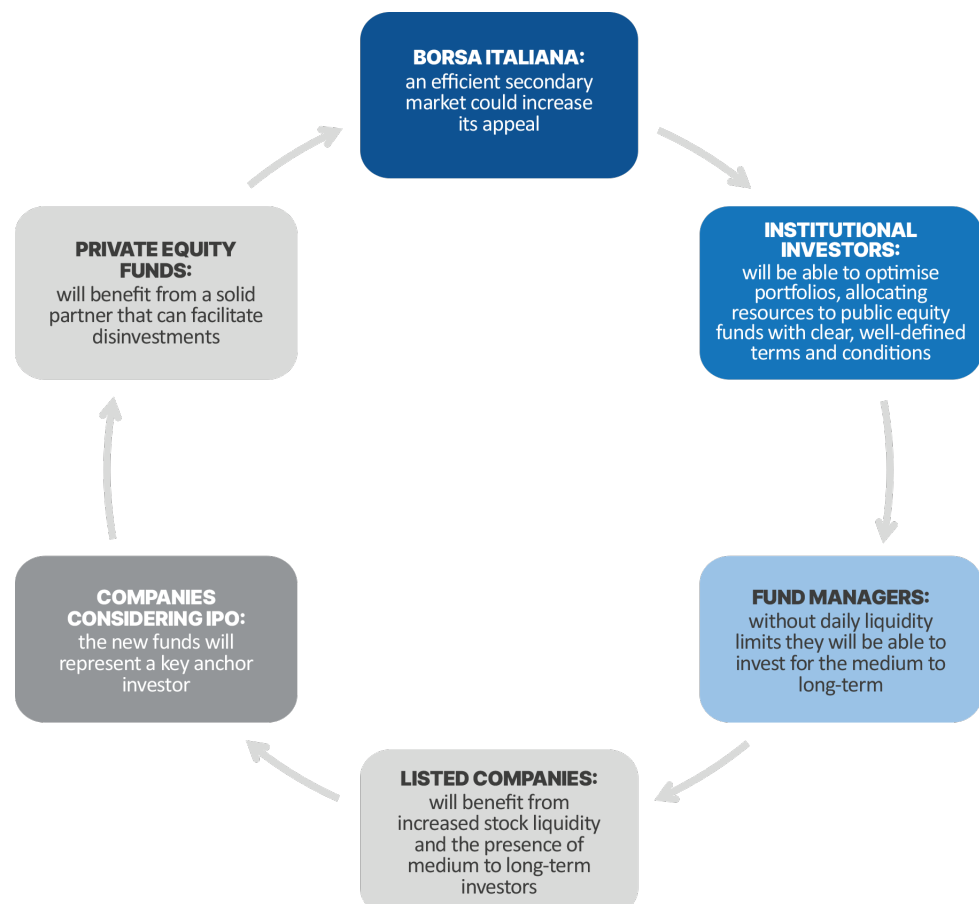 BORSA ITALIANA:
an efficient secondary
market could increase
its appeal
INSTITUTIONAL
INVESTORS:
will be able to optimise
portfolios, allocating
resources to public equity
funds with clear, well-defined
terms and conditions
FUND MANAGERS:
without daily liquidity
limits they will be able to
invest for the medium to
long-term
LISTED COMPANIES:
will benefit from
increased stock liquidity
and the presence of
medium to long-term
investors
COMPANIES
CONSIDERING IPO:
the new funds will
represent a key anchor
investor
PRIVATE EQUITY
FUNDS:
will benefit from a solid
partner that can facilitate
disinvestments